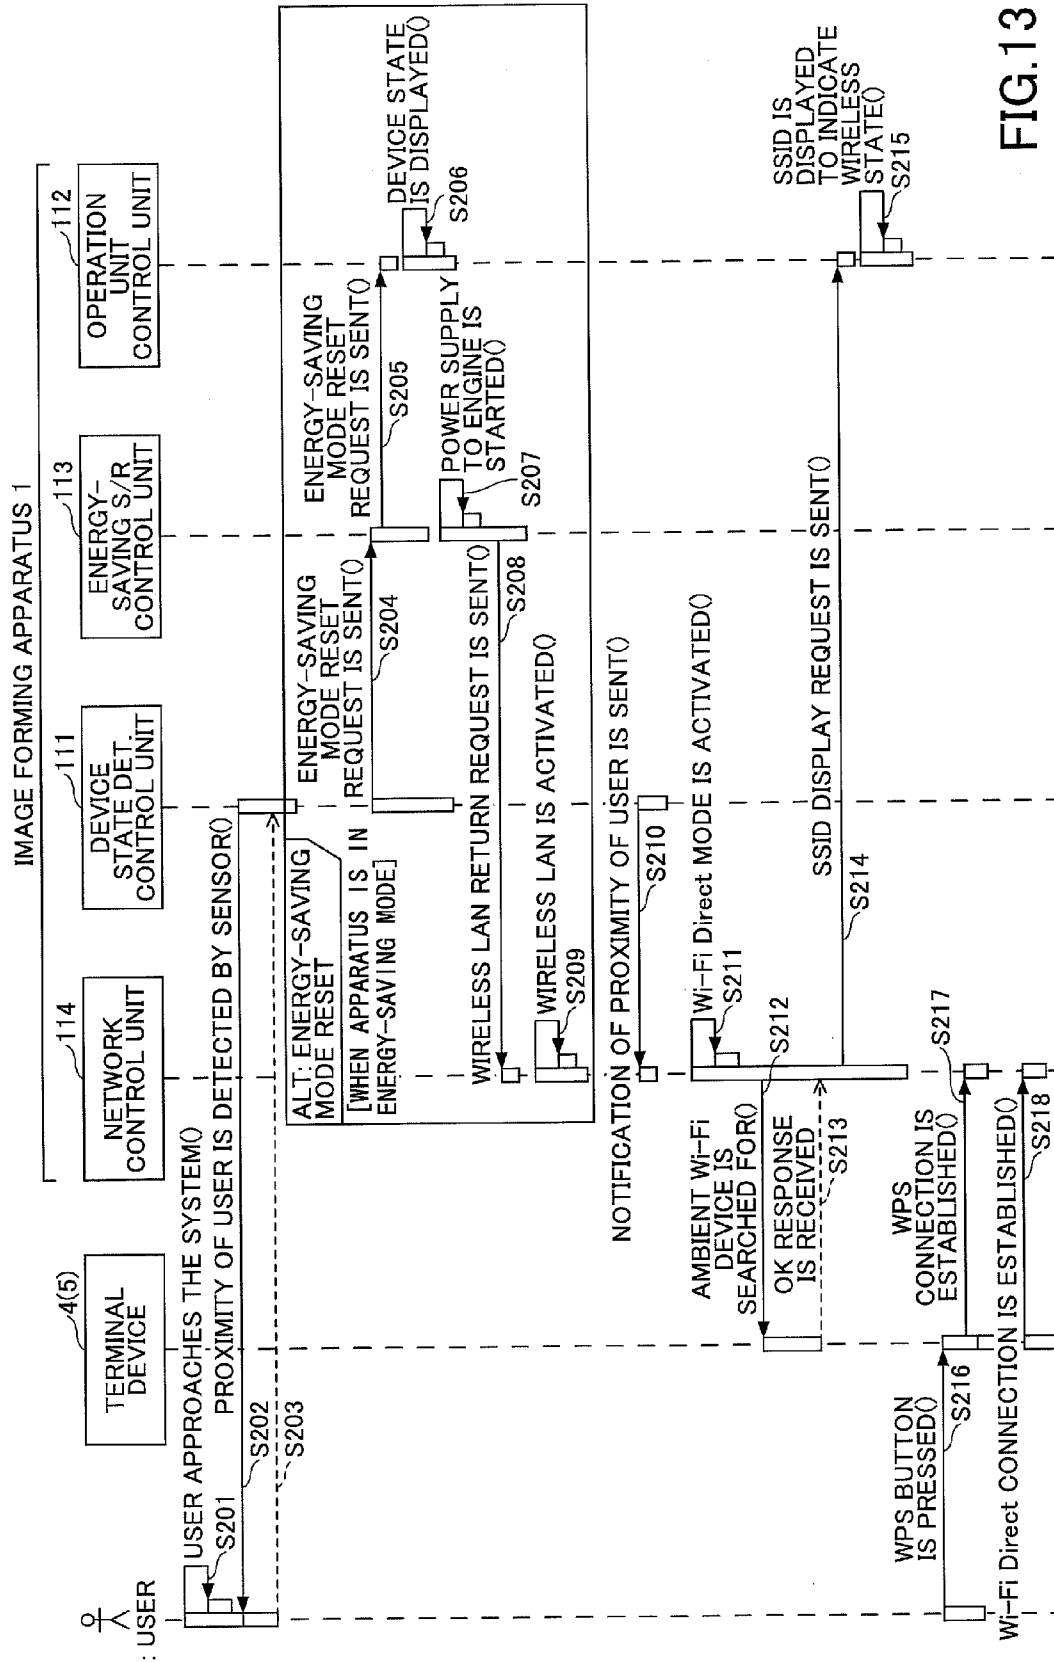 IMAGE FORMING APPARATUS 1
: USER
4(5)
TERMINAL
DEVICE
114
NETWORK
CONTROL UNIT
111
DEVICE
STATE DET.
CONTROL UNIT
113
ENERGY-
SAVING S/R
CONTROL UNIT
112
OPERATION
UNIT
CONTROL UNIT
USER APPROACHES THE SYSTEM()
S201
PROXIMITY OF USER IS DETECTED BY SENSOR()
S202
S203
ALT: ENERGY-SAVING
MODE RESET
[WHEN APPARATUS IS IN
ENERGY-SAVING MODE]
ENERGY-SAVING
MODE RESET
REQUEST IS SENT()
S204
ENERGY-SAVING
MODE RESET
REQUEST IS SENT()
S205
DEVICE STATE
IS DISPLAYED()
S206
POWER SUPPLY
TO ENGINE IS
STARTED()
S207
WIRELESS LAN RETURN REQUEST IS SENT()
S208
WIRELESS LAN IS ACTIVATED()
S209
NOTIFICATION OF PROXIMITY OF USER IS SENT()
S210
Wi-Fi Direct MODE IS ACTIVATED()
S211
AMBIENT Wi-Fi
DEVICE IS
SEARCHED FOR()
S212
OK RESPONSE
IS RECEIVED
S213
SSID DISPLAY REQUEST IS SENT()
S214
SSID IS
DISPLAYED
TO INDICATE
WIRELESS
STATE()
S215
WPS BUTTON
IS PRESSED()
S216
WPS
CONNECTION IS
ESTABLISHED()
S217
Wi-Fi Direct CONNECTION IS ESTABLISHED()
S218
FIG.13